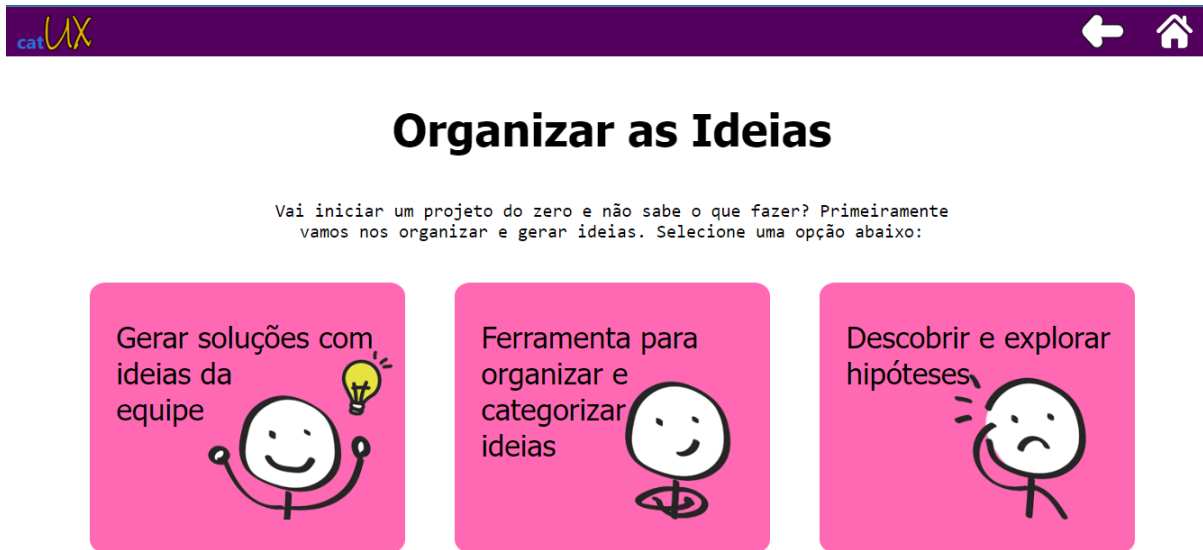 catUX
Organizar as Ideias
Vai iniciar um projeto do zero e não sabe o que fazer? Primeiramente
vamos nos organizar e gerar ideias. Selecione uma opção abaixo:
Gerar soluções com
ideias da
equipe
Ferramenta para
organizar e
categorizar
ideias
Descobrir e explorar
hipóteses